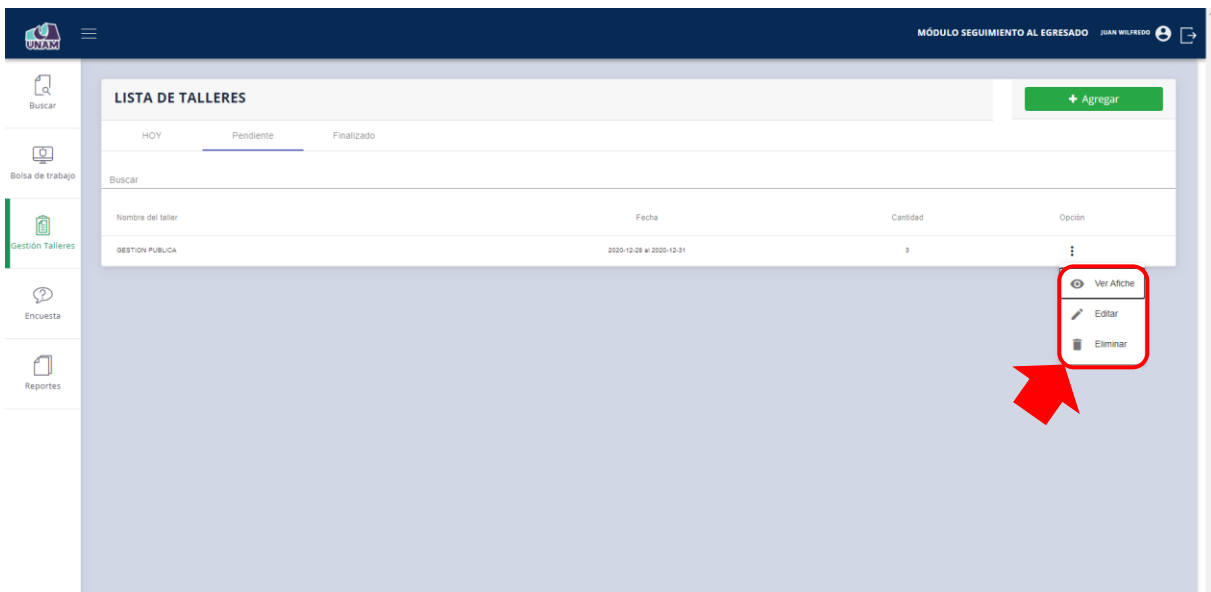 UNAM
MÓDULO SEGUIMIENTO AL EGRESADO JUAN WILFREDO
Buscar
Bolsa de trabajo
Gestión Talleres
Encuesta
Reportes
LISTA DE TALLERES
+ Agregar
HOY Pendiente Finalizado
Buscar
Nombre del taller Fecha Cantidad Opción
GESTION PUBLICA 2020-12-28 al 2020-12-31 3
Ver Afiche
Editar
Eliminar